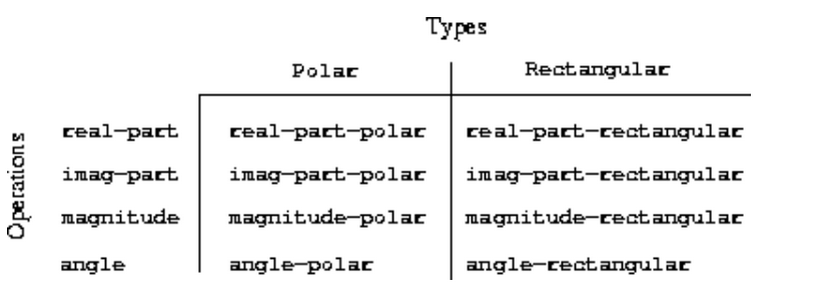 Types
Polar Rectangular
real-part real-part-polar real-part-rectangular
imag-part imag-part-polar imag-part-rectangular
magnitude magnitude-polar magnitude-rectangular
angle angle-polar angle-rectangular
Operations